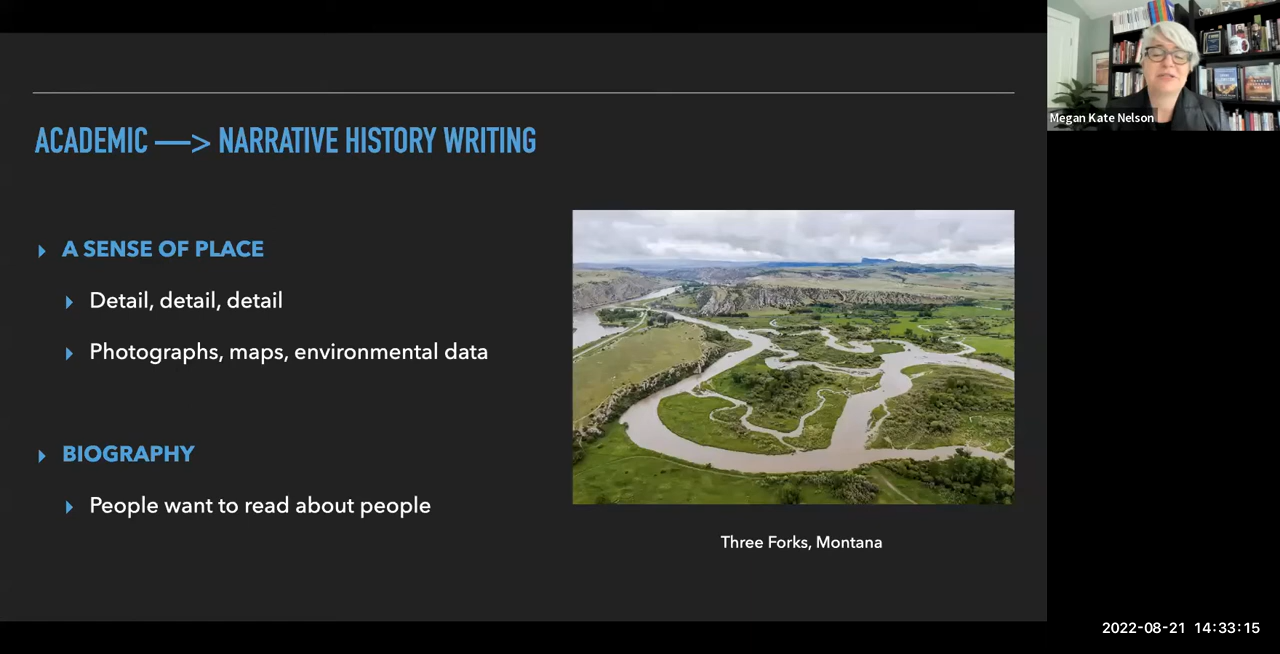 ACADEMIC —> NARRATIVE HISTORY WRITING
A SENSE OF PLACE
Detail, detail, detail
Photographs, maps, environmental data
BIOGRAPHY
People want to read about people
Three Forks, Montana
Megan Kate Nelson
2022-08-21 14:33:15